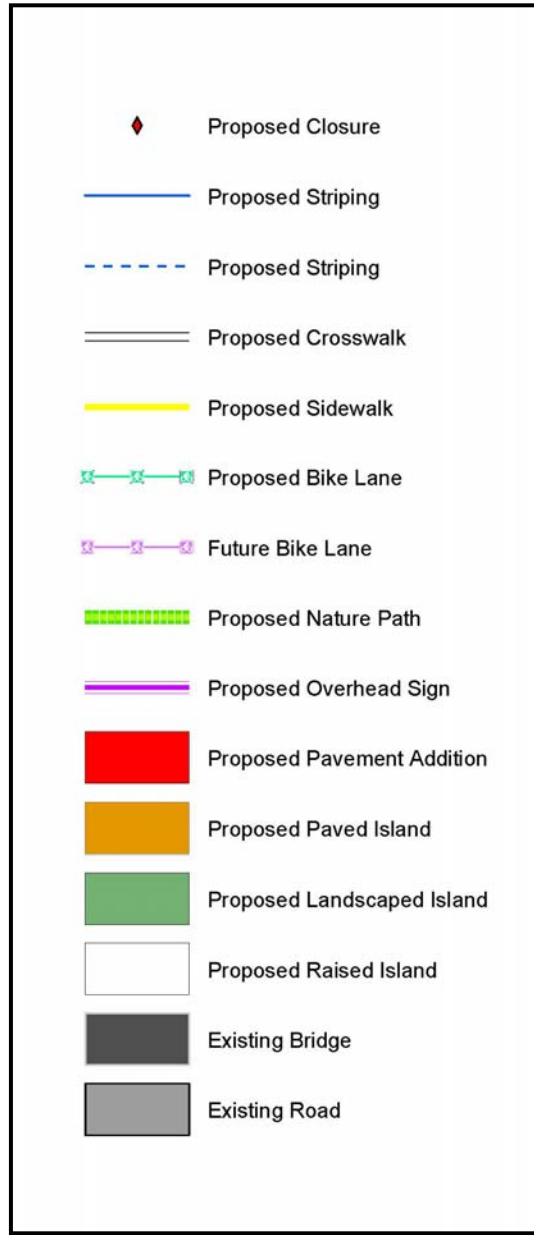 Proposed Closure
Proposed Striping
Proposed Striping
Proposed Crosswalk
Proposed Sidewalk
Proposed Bike Lane
Future Bike Lane
Proposed Nature Path
Proposed Overhead Sign
Proposed Pavement Addition
Proposed Paved Island
Proposed Landscaped Island
Proposed Raised Island
Existing Bridge
Existing Road